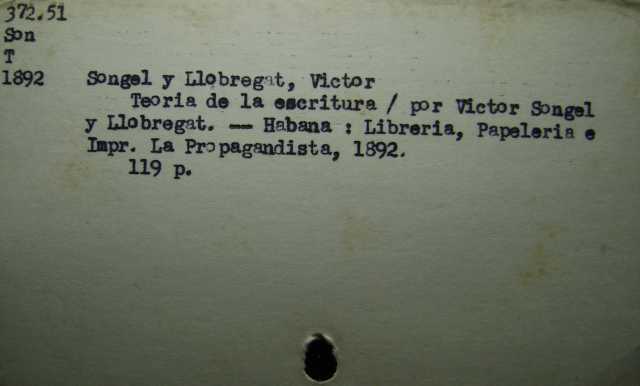 372.51
Son
T
1892 Songel y Llobregat, Victor
Teoria de la escritura / por Victor Songel
y Llobregat. -- Habana : Libreria, Papeleria e
Impr. La Propagandista, 1892.
119 p.